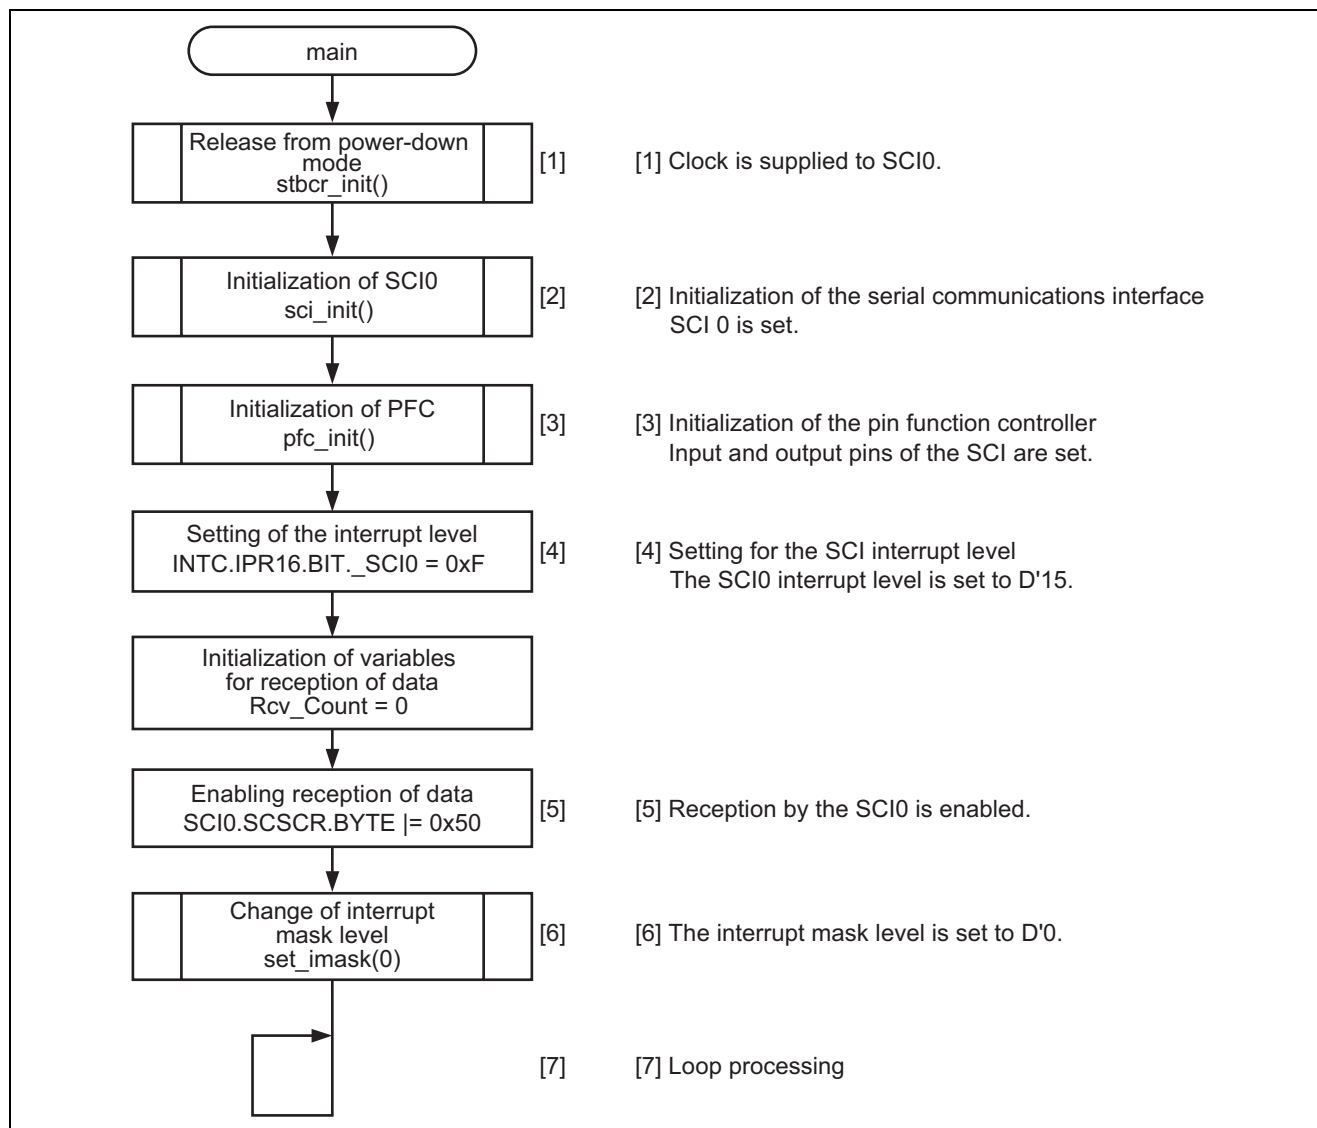 main
Release from power-down
mode
stbcr_init()
[1]
[1] Clock is supplied to SCI0.
Initialization of SCI0
sci_init()
[2]
[2] Initialization of the serial communications interface
SCI 0 is set.
Initialization of PFC
pfc_init()
[3]
[3] Initialization of the pin function controller
Input and output pins of the SCI are set.
Setting of the interrupt level
INTC.IPR16.BIT._SCI0 = 0xF
[4]
[4] Setting for the SCI interrupt level
The SCI0 interrupt level is set to D'15.
Initialization of variables
for reception of data
Rcv_Count = 0
Enabling reception of data
SCI0.SCSCR.BYTE |= 0x50
[5]
[5] Reception by the SCI0 is enabled.
Change of interrupt
mask level
set_imask(0)
[6]
[6] The interrupt mask level is set to D'0.
[7]
[7] Loop processing